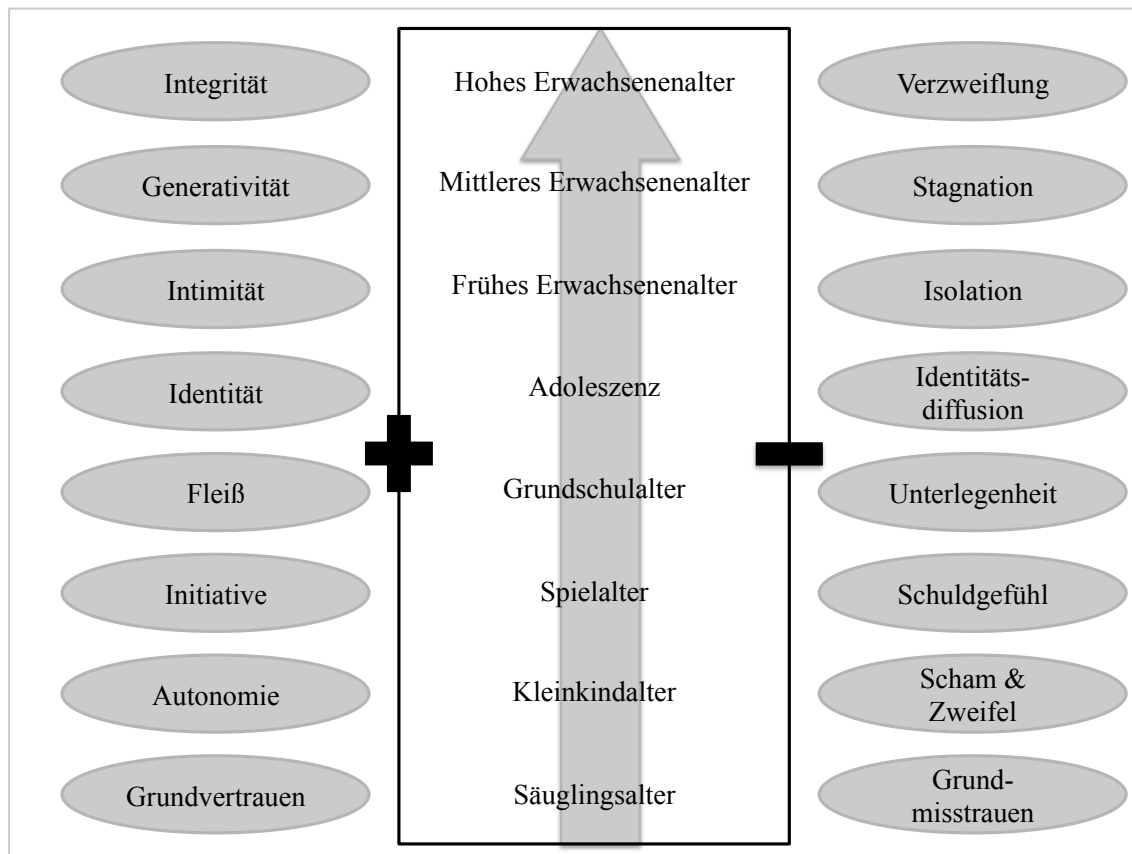 Integrität
Hohes Erwachsenenalter
Verzweiflung
Generativität
Mittleres Erwachsenenalter
Stagnation
Intimität
Frühes Erwachsenenalter
Isolation
Identität
Adoleszenz
Identitäts-
diffusion
Fleiß
Grundschulalter
Unterlegenheit
Initiative
Spielalter
Schuldgefühl
Autonomie
Kleinkindalter
Scham &
Zweifel
Grundvertrauen
Säuglingsalter
Grund-
misstrauen